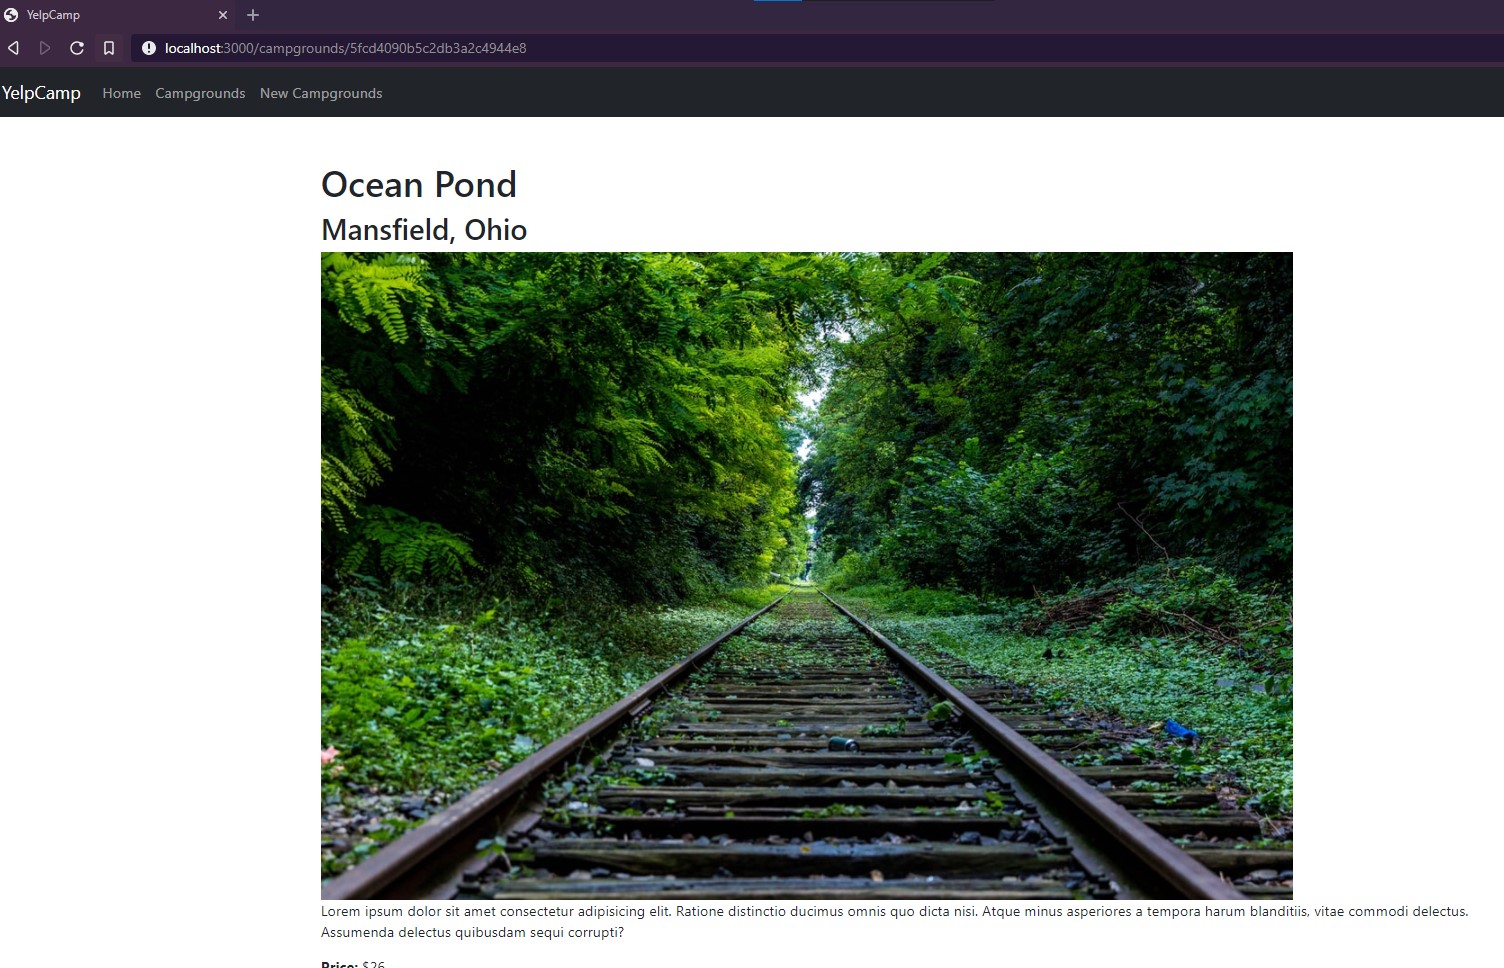 YelpCamp
localhost:3000/campgrounds/5fcd4090b5c2db3a2c4944e8
YelpCamp Home Campgrounds New Campgrounds
Ocean Pond
Mansfield, Ohio
Lorem ipsum dolor sit amet consectetur adipisicing elit. Ratione distinctio ducimus omnis quo dicta nisi. Atque minus asperiores a tempora harum blanditiis, vitae commodi delectus.
Assumenda delectus quibusdam sequi corrupti?
Price: $26